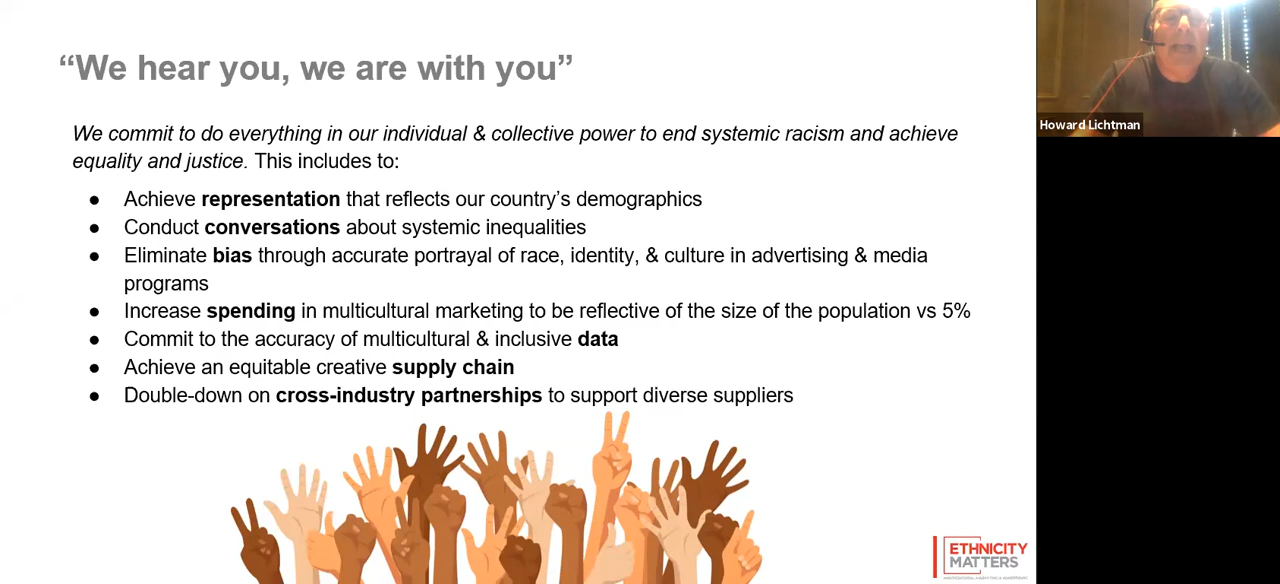 “We hear you, we are with you”
We commit to do everything in our individual & collective power to end systemic racism and achieve
equality and justice. This includes to:
● Achieve representation that reflects our country’s demographics
● Conduct conversations about systemic inequalities
● Eliminate bias through accurate portrayal of race, identity, & culture in advertising & media
programs
● Increase spending in multicultural marketing to be reflective of the size of the population vs 5%
● Commit to the accuracy of multicultural & inclusive data
● Achieve an equitable creative supply chain
● Double-down on cross-industry partnerships to support diverse suppliers
Howard Lichtman
ETHNICITY
MATTERS